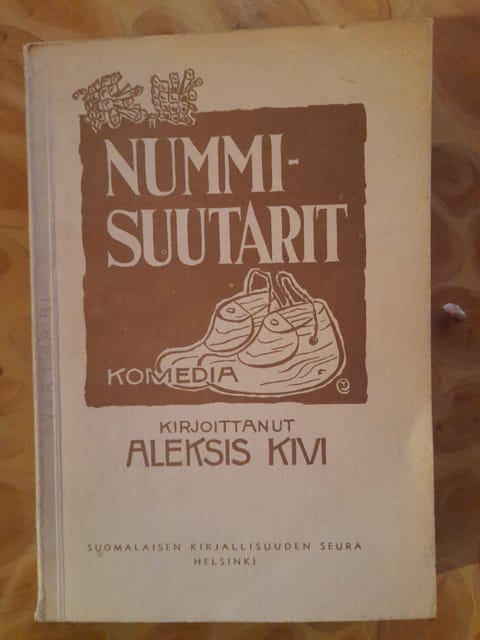 NUMMI-
SUUTARIT
KOMEDIA
KIRJOITTANUT
ALEKSIS KIVI
SUOMALAISEN KIRJALLISUUDEN SEURA
HELSINKI